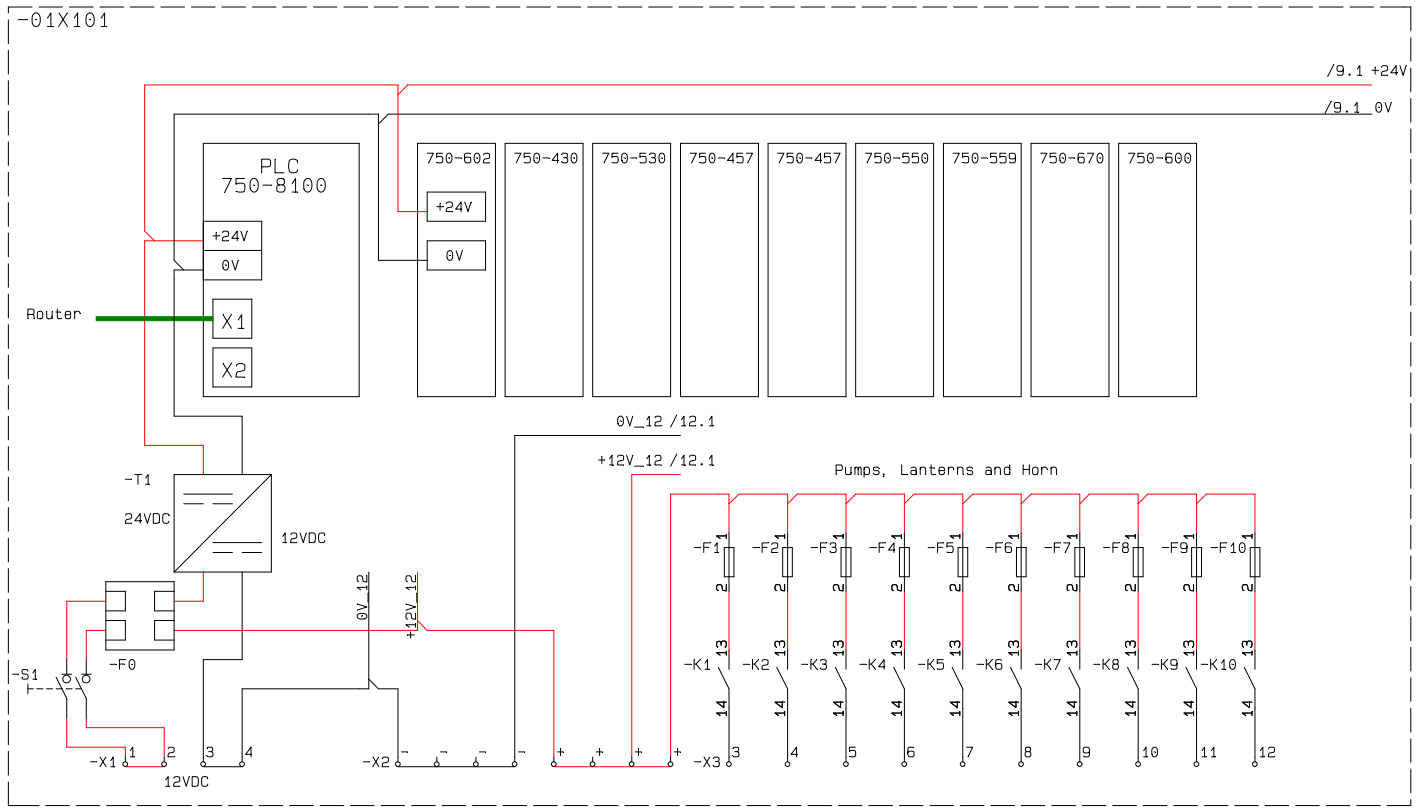 -01X101
/9.1 +24V
/9.1 0V
PLC
750-8100
750-602
750-430
750-530
750-457
750-457
750-550
750-559
750-670
750-600
+24V
0V
+24V
0V
Router
X1
X2
0V_12 /12.1
+12V_12 /12.1
Pumps, Lanterns and Horn
-T1
24VDC
12VDC
-F1 1 2
-F2 1 2
-F3 1 2
-F4 1 2
-F5 1 2
-F6 1 2
-F7 1 2
-F8 1 2
-F9 1 2
-F10 1 2
0V_12
+12V_12
-F0
-S1
-K1 13 14
-K2 13 14
-K3 13 14
-K4 13 14
-K5 13 14
-K6 13 14
-K7 13 14
-K8 13 14
-K9 13 14
-K10 13 14
-X1 1 2 3 4
12VDC
-X2 - - - - + + + +
-X3 3 4 5 6 7 8 9 10 11 12